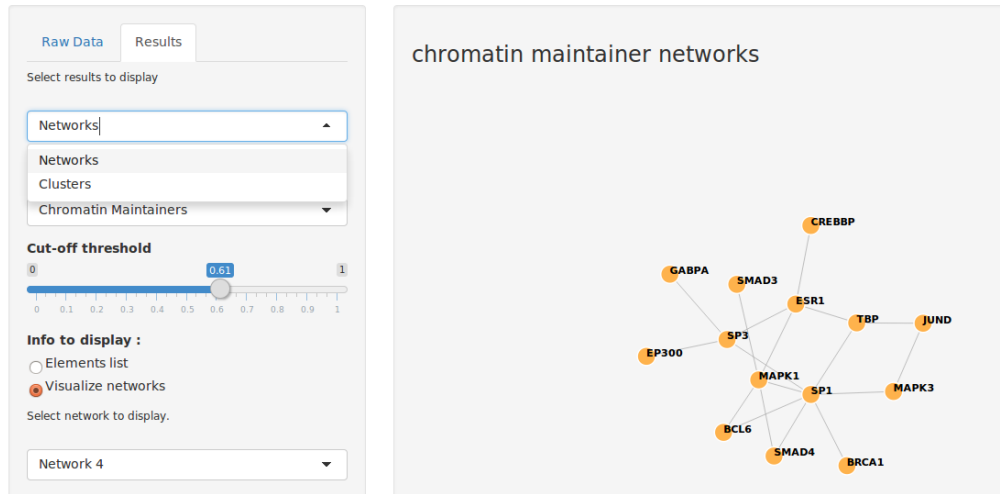 Raw Data Results
Select results to display
Networks
Networks
Clusters
Chromatin Maintainers
Cut-off threshold
0 0.61 1
0 0.1 0.2 0.3 0.4 0.5 0.6 0.7 0.8 0.9 1
Info to display :
Elements list
Visualize networks
Select network to display.
Network 4
chromatin maintainer networks
CREBBP
GABPA
SMAD3
ESR1
TBP
JUND
SP3
EP300
MAPK1
SP1
MAPK3
BCL6
SMAD4
BRCA1